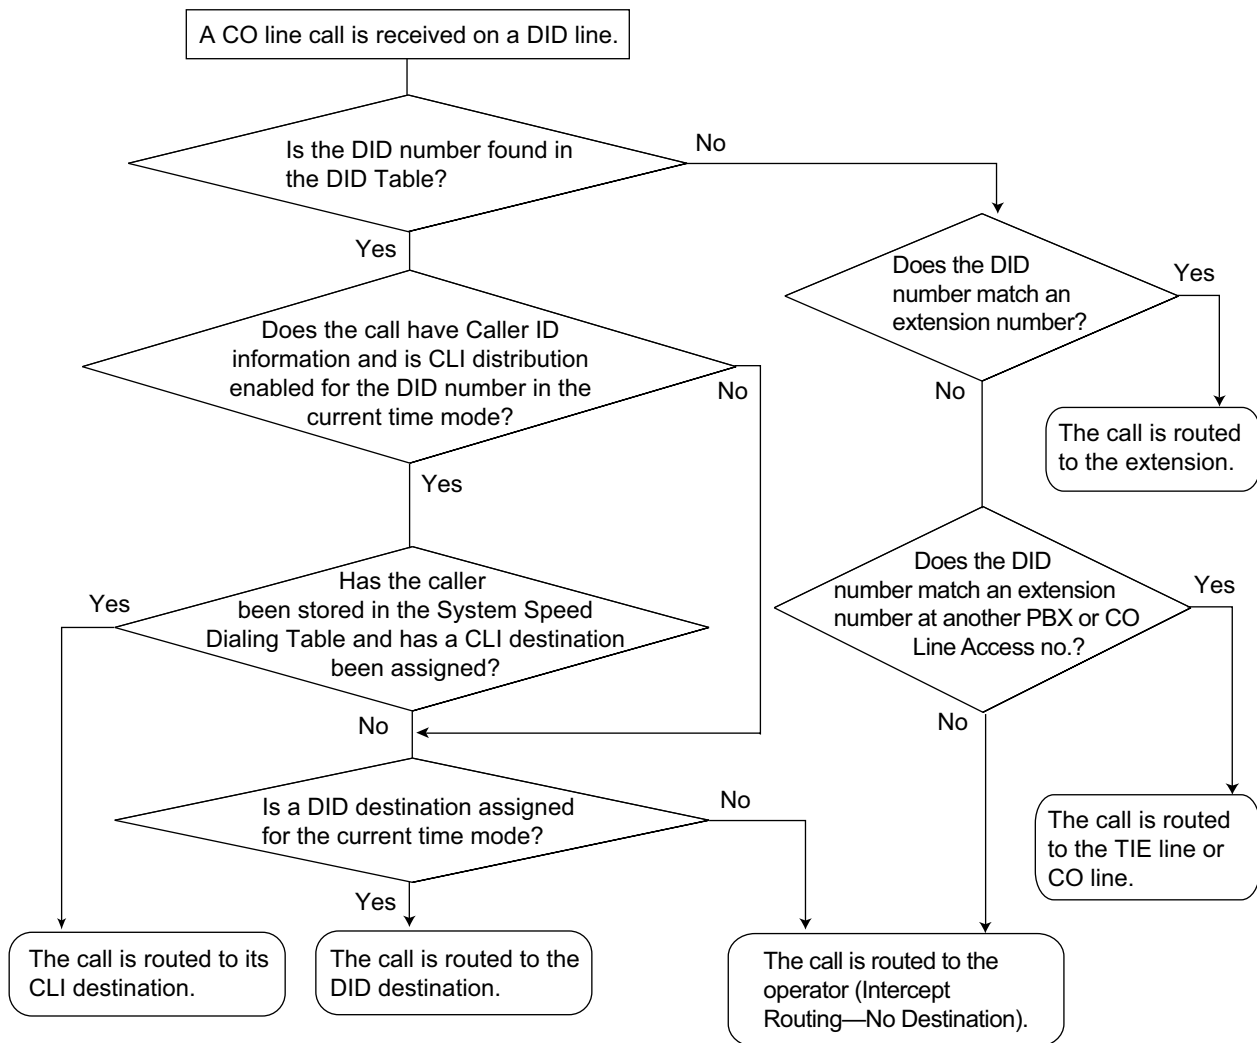 A CO line call is received on a DID line.
Is the DID number found in
the DID Table?
No
Yes
Does the DID
number match an
extension number?
Yes
No
The call is routed
to the extension.
Does the call have Caller ID
information and is CLI distribution
enabled for the DID number in the
current time mode?
No
Yes
Has the caller
been stored in the System Speed
Dialing Table and has a CLI destination
been assigned?
Yes
No
Does the DID
number match an extension
number at another PBX or CO
Line Access no.?
Yes
No
Is a DID destination assigned
for the current time mode?
No
Yes
The call is routed
to the TIE line or
CO line.
The call is routed to its
CLI destination.
The call is routed to the
DID destination.
The call is routed to the
operator (Intercept
Routing—No Destination).